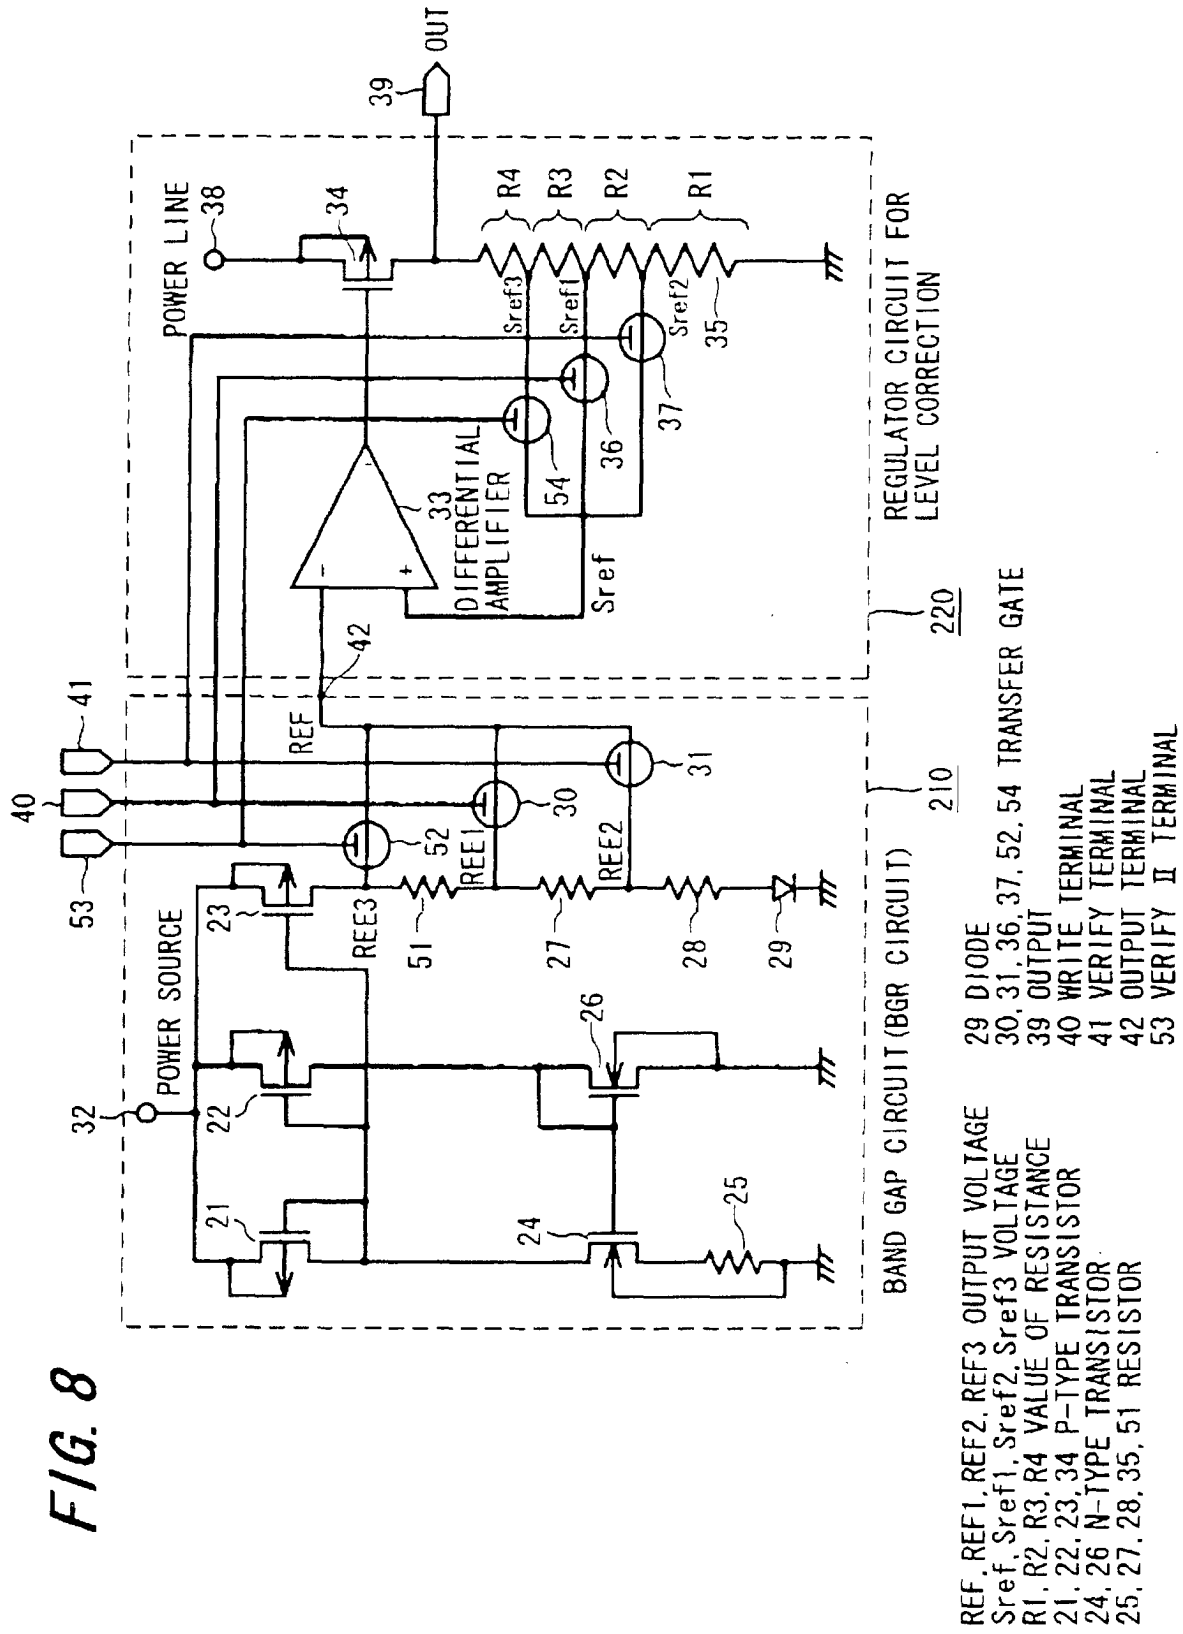 FIG. 8
53
40
41
POWER SOURCE
32
21
22
23
24
25
26
REE3
52
51
REE1
30
27
REE2
31
28
29
REF
42
BAND GAP CIRCUIT (BGR CIRCUIT)
210
POWER LINE
38
34
39
OUT
33
DIFFERENTIAL
AMPLIFIER
Sref
54
36
37
Sref3
Sref1
Sref2
35
R4
R3
R2
R1
REGULATOR CIRCUIT FOR
LEVEL CORRECTION
220
REF, REF1, REF2, REF3 OUTPUT VOLTAGE
Sref, Sref1, Sref2, Sref3 VOLTAGE
R1, R2, R3, R4 VALUE OF RESISTANCE
21, 22, 23, 34 P-TYPE TRANSISTOR
24, 26 N-TYPE TRANSISTOR
25, 27, 28, 35, 51 RESISTOR
29 DIODE
30, 31, 36, 37, 52, 54 TRANSFER GATE
39 OUTPUT
40 WRITE TERMINAL
41 VERIFY TERMINAL
42 OUTPUT TERMINAL
53 VERIFY II TERMINAL